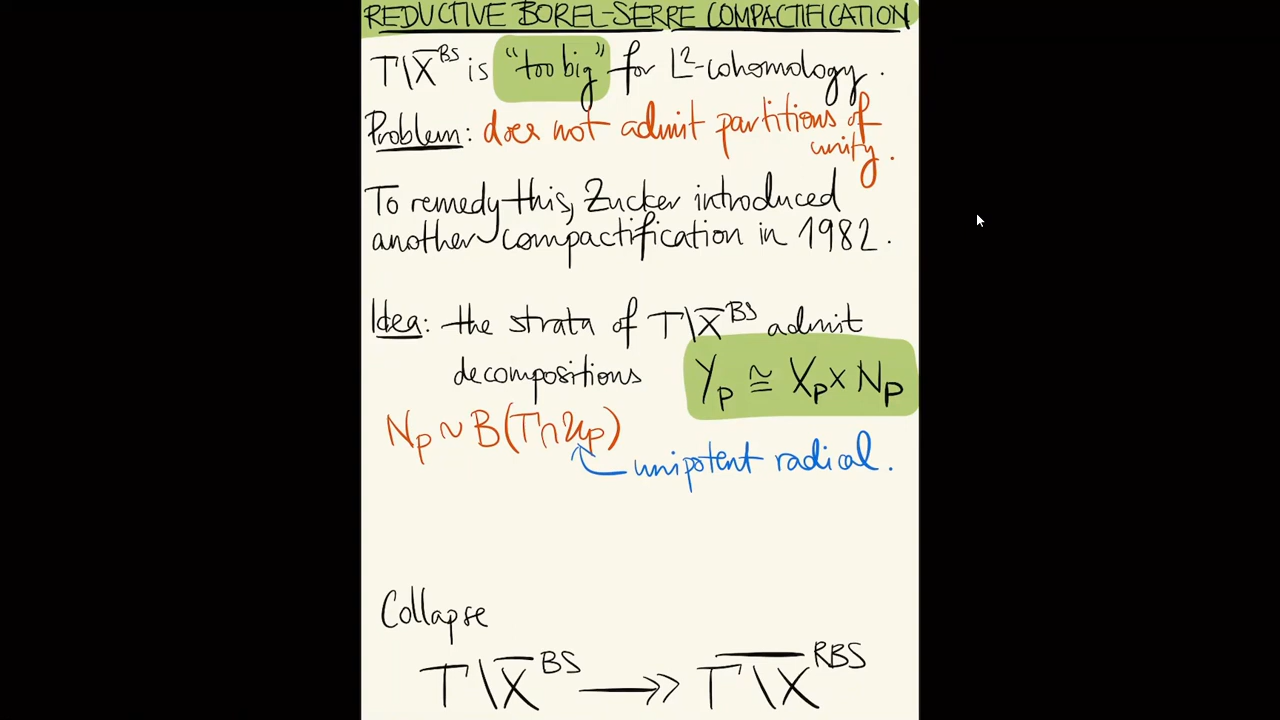 REDUCTIVE BOREL-SERRE COMPACTIFICATION
Γ\X̅ᴮˢ is "too big" for L²-cohomology.
Problem: does not admit partitions of
unity.
To remedy this, Zucker introduced
another compactification in 1982.
Idea: the strata of Γ\X̅ᴮˢ admit
decompositions Y_P ≅ X_P × N_P
N_P ~ B(Γ∩𝒰_P)
unipotent radical.
Collapse
Γ\X̅ᴮˢ ↠ Γ\X̅ᴿᴮˢ